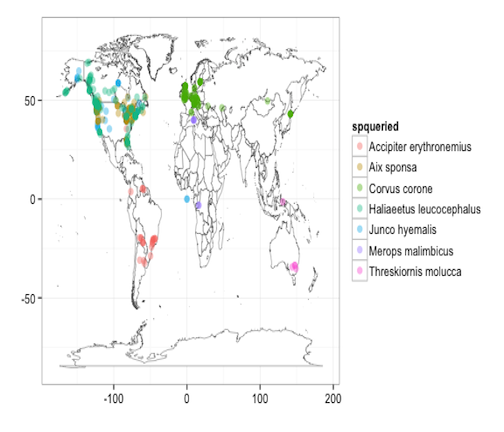 50
0
-50
-100
0
100
200
spqueried
Accipiter erythronemius
Aix sponsa
Corvus corone
Haliaeetus leucocephalus
Junco hyemalis
Merops malimbicus
Threskiornis molucca